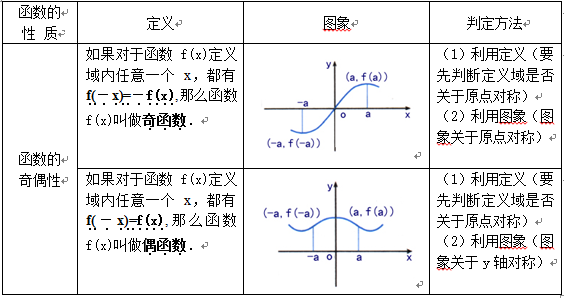 函数的
性 质
定义
图象
判定方法
函数的
奇偶性
如果对于函数 f(x)定义
域内任意一个 x，都有
f(－x)=－f(x),那么函数
f(x)叫做奇函数．
y
(a, f(a))
-a
o
a
x
(-a, f(-a))
（1）利用定义（要
先判断定义域是否
关于原点对称）
（2）利用图象（图
象关于原点对称）
如果对于函数 f(x)定义
域内任意一个 x，都有
f(－x)=f(x),那么函数
f(x)叫做偶函数．
y
(-a, f(-a))
(a, f(a))
-a
o
a
x
（1）利用定义（要
先判断定义域是否
关于原点对称）
（2）利用图象（图
象关于 y 轴对称）